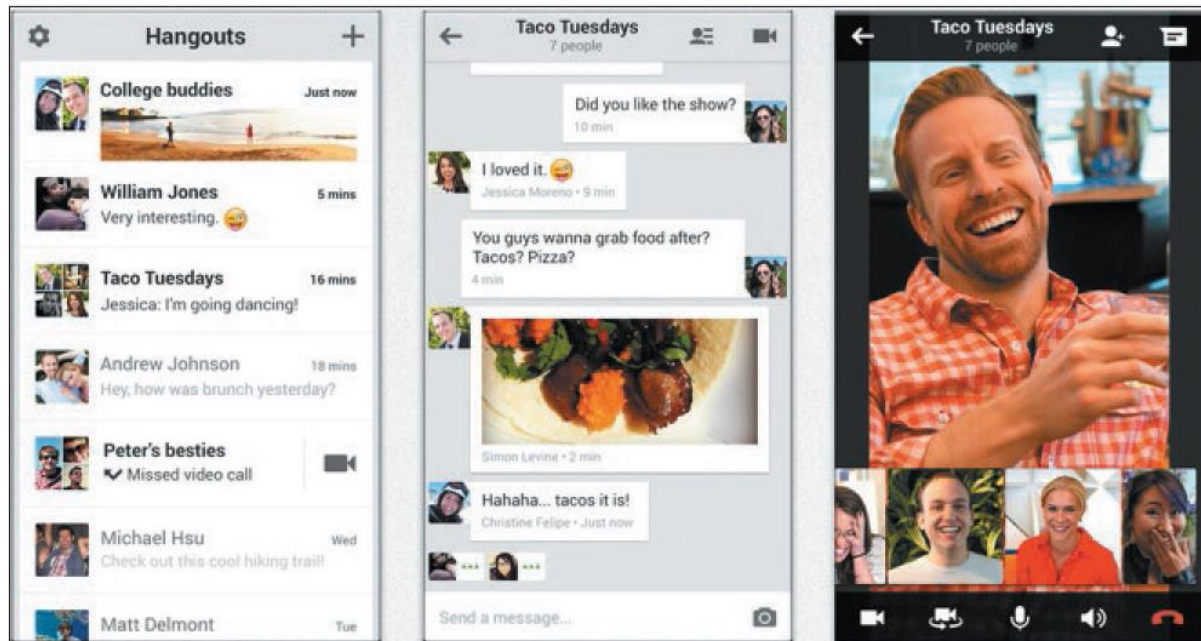 Hangouts
College buddies
Just now
William Jones
5 mins
Very interesting.
Taco Tuesdays
16 mins
Jessica: I'm going dancing!
Andrew Johnson
18 mins
Hey, how was brunch yesterday?
Peter's besties
Missed video call
Michael Hsu
Wed
Check out this cool hiking trail!
Matt Delmont
Tue
Taco Tuesdays
7 people
Did you like the show?
10 min
I loved it.
Jessica Moreno • 9 min
You guys wanna grab food after?
Tacos? Pizza?
4 min
Simon Levine • 2 min
Hahaha... tacos it is!
Christine Felipe • Just now
Send a message...
Taco Tuesdays
7 people